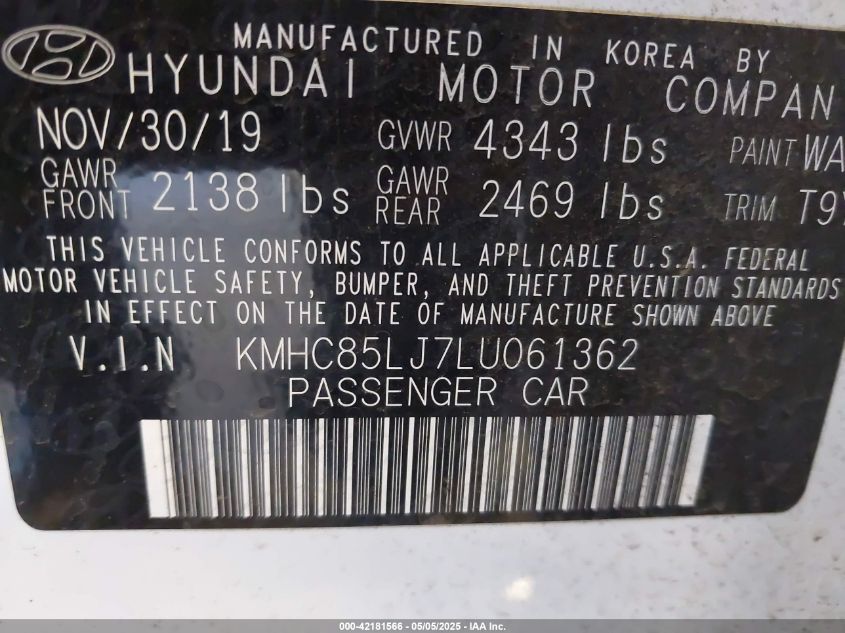 MANUFACTURED IN KOREA BY
HYUNDAI MOTOR COMPAN
NOV/30/19 GVWR 4343 lbs PAINT WA
GAWR FRONT 2138 lbs GAWR REAR 2469 lbs TRIM T9Y
THIS VEHICLE CONFORMS TO ALL APPLICABLE U.S.A. FEDERAL
MOTOR VEHICLE SAFETY, BUMPER, AND THEFT PREVENTION STANDARDS
IN EFFECT ON THE DATE OF MANUFACTURE SHOWN ABOVE
V.I.N KMHC85LJ7LU061362
PASSENGER CAR
000-42181566 - 05/05/2025 - IAA Inc.